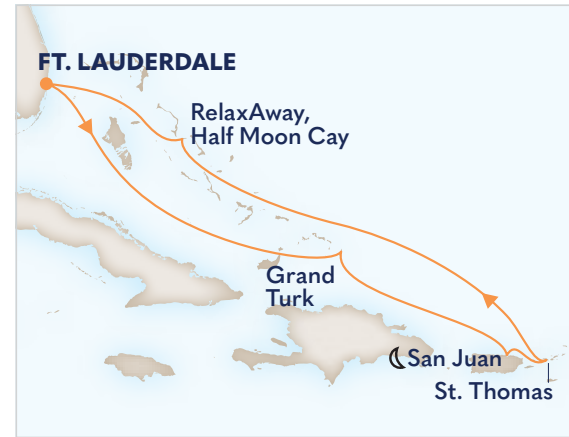 FT. LAUDERDALE
RelaxAway,
Half Moon Cay
Grand
Turk
San Juan
St. Thomas